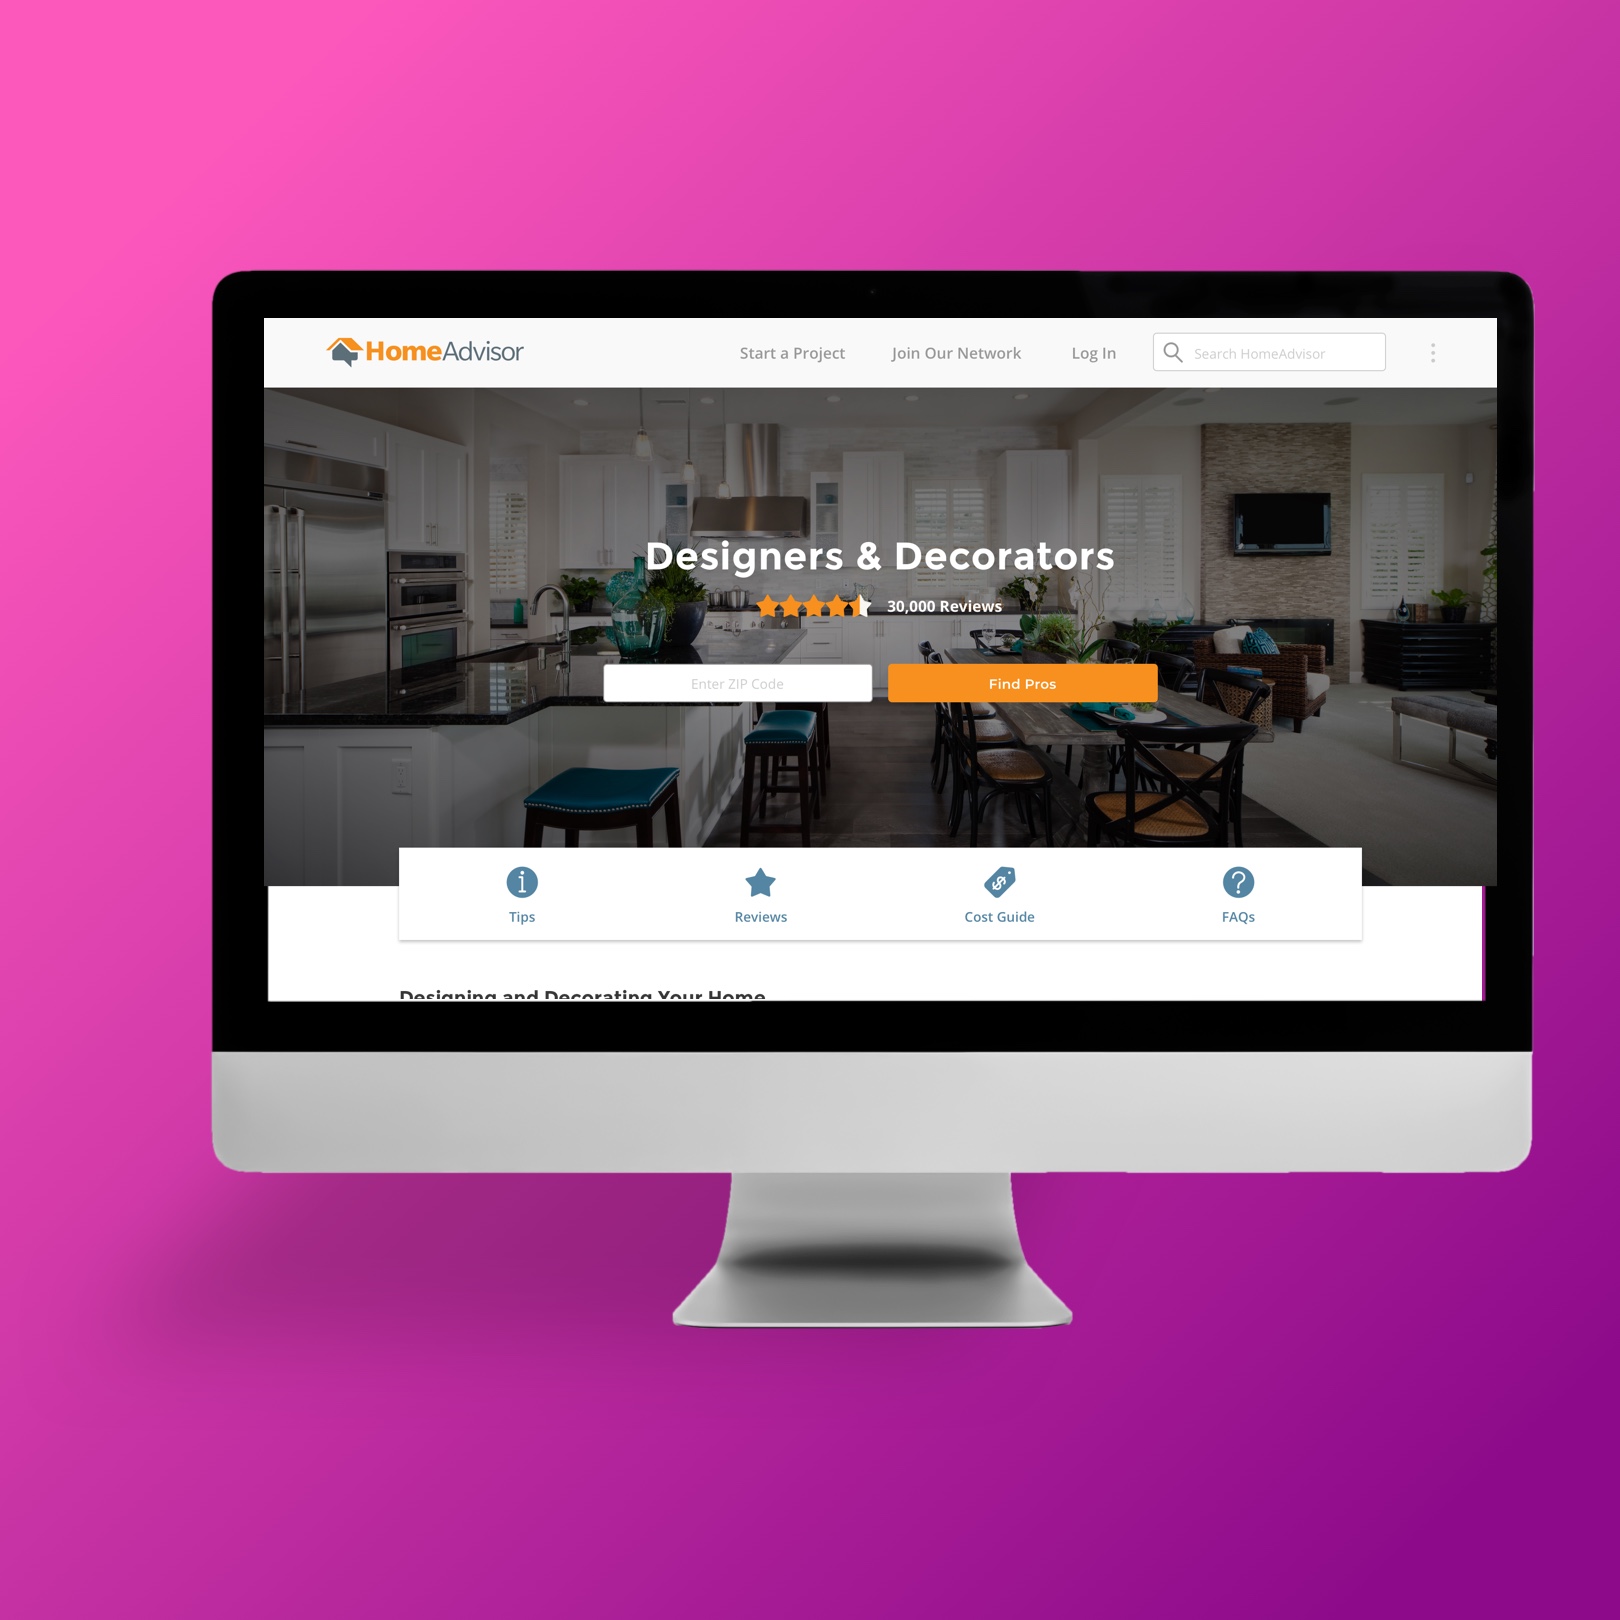 HomeAdvisor
Start a Project
Join Our Network
Log In
Search HomeAdvisor
Designers & Decorators
30,000 Reviews
Enter ZIP Code
Find Pros
Tips
Reviews
Cost Guide
FAQs
Designing and Decorating Your Home